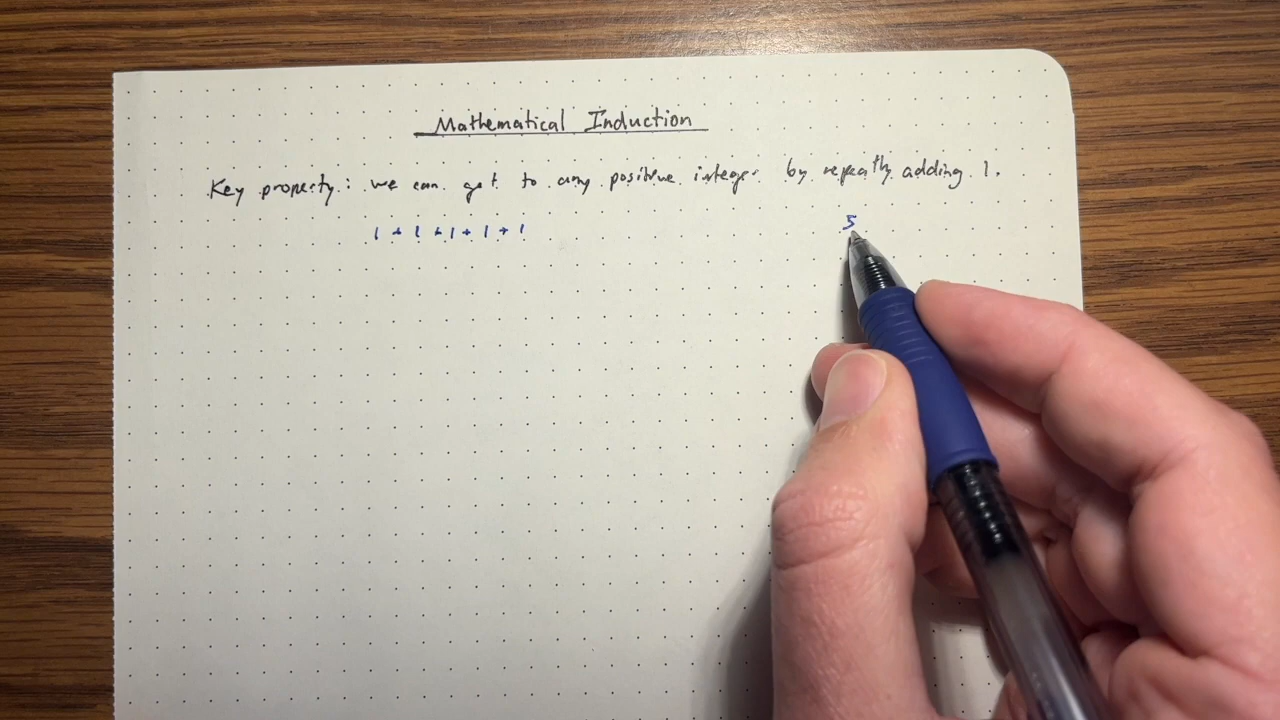 Mathematical Induction
Key property: we can get to any positive integer by repeatly adding 1.
1 + 1 + 1 + 1 + 1 5